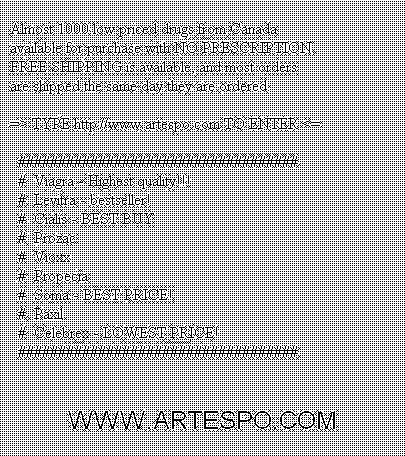 Almost 1000 low-priced drugs from Canada
available for purchase with NO PRESCRIPTION,
FREE SHIPPING is available, and most orders
are shipped the same day they are ordered.
TYPE http://www.artespo.com TO ENTER
# Viagra - Highest quality!!!
# Levitra - bestseller!
# Cialis - BEST BUY
# Prozac
# Vioxx
# Propecia
# Soma - BEST PRICE!
# Paxil
# Celebrex - LOWEST PRICE!
WWW.ARTESPO.COM